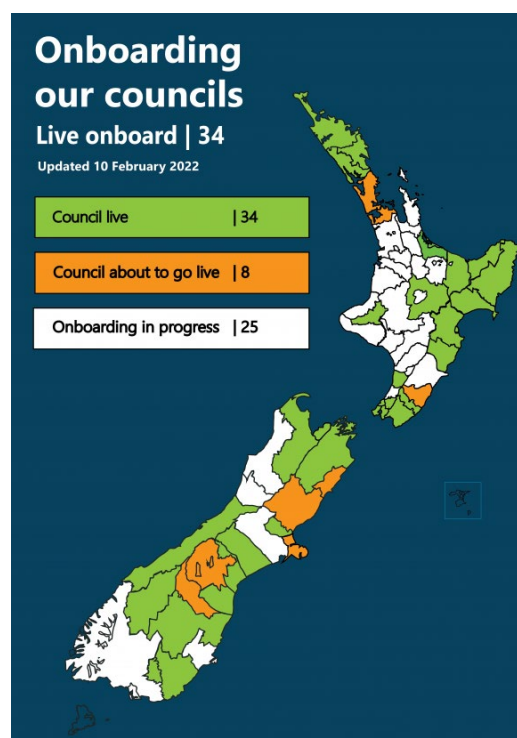 Onboarding
our councils
Live onboard | 34
Updated 10 February 2022
Council live | 34
Council about to go live | 8
Onboarding in progress | 25